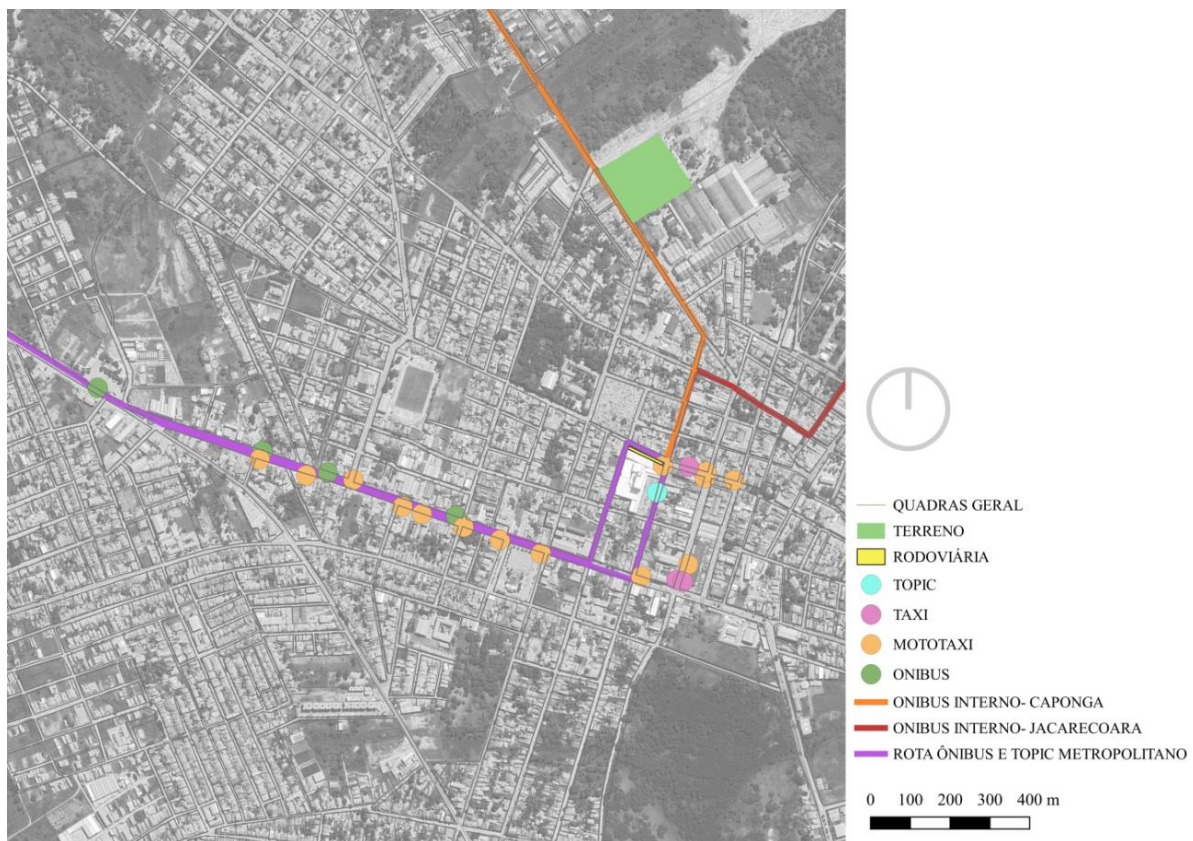 QUADRAS GERAL
TERRENO
RODOVIÁRIA
TOPIC
TAXI
MOTOTAXI
ONIBUS
ONIBUS INTERNO- CAPONGA
ONIBUS INTERNO- JACARECOARA
ROTA ÔNIBUS E TOPIC METROPOLITANO
0 100 200 300 400 m